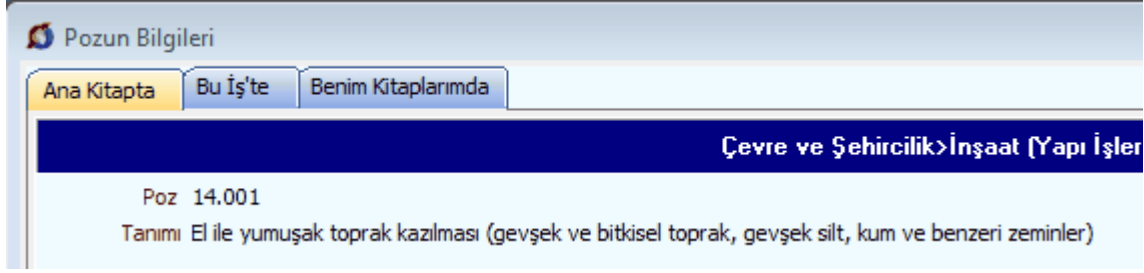 Pozun Bilgileri
Ana Kitapta Bu İş'te Benim Kitaplarımda
Çevre ve Şehircilik>İnşaat (Yapı İşler
Poz 14.001
Tanımı El ile yumuşak toprak kazılması (gevşek ve bitkisel toprak, gevşek silt, kum ve benzeri zeminler)